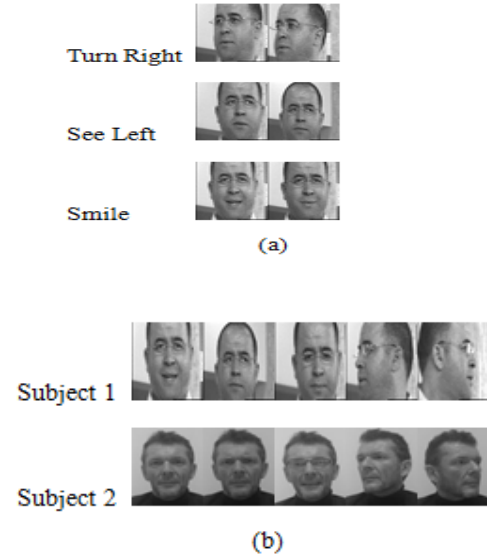 Turn Right
See Left
Smile
(a)
Subject 1
Subject 2
(b)